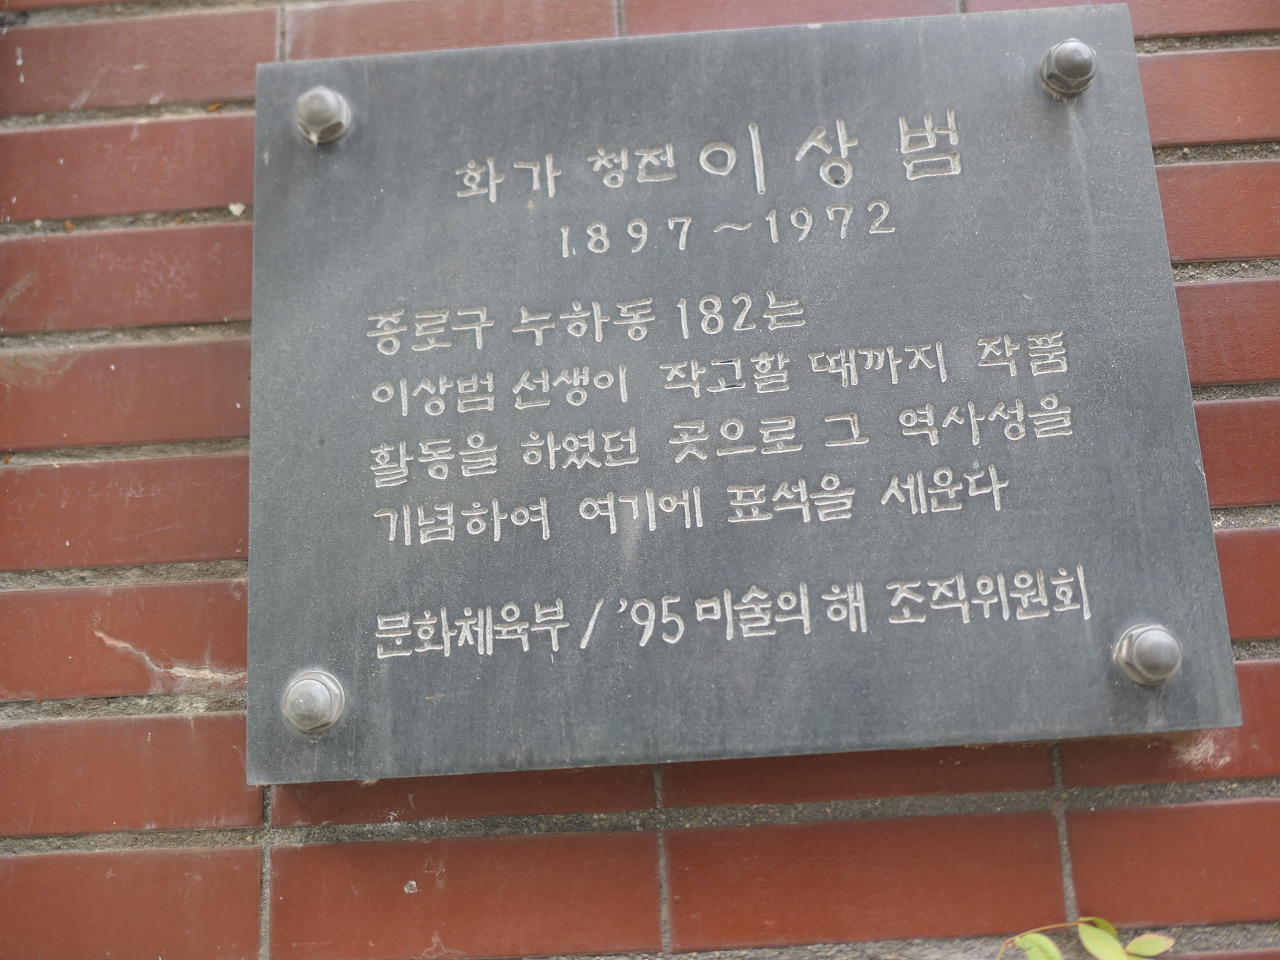 화가 청전 이상범
1897~1972
종로구 누하동 182는
이상범 선생이 작고할 때까지 작품
활동을 하였던 곳으로 그 역사성을
기념하여 여기에 표석을 세운다
문화체육부 / '95 미술의 해 조직위원회